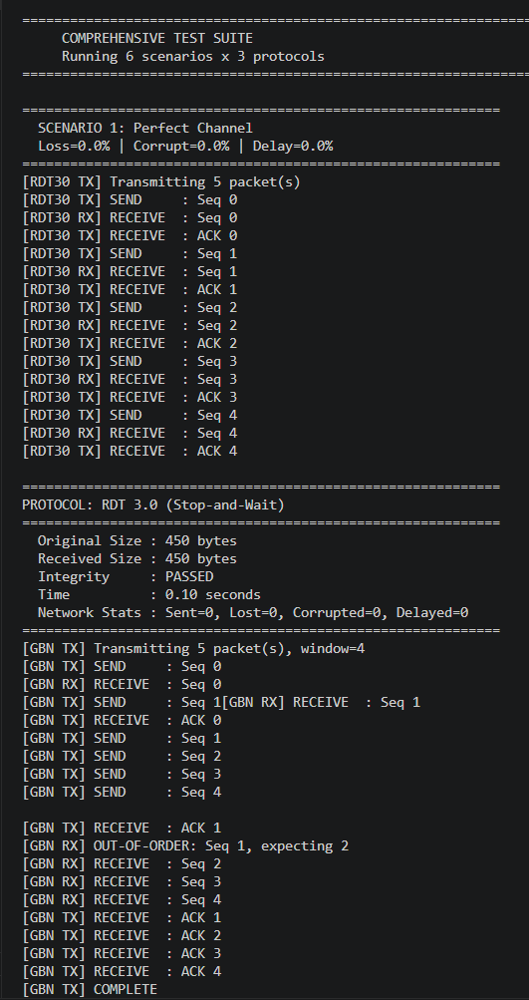 ================================================================
COMPREHENSIVE TEST SUITE
Running 6 scenarios x 3 protocols
================================================================
============================================================
SCENARIO 1: Perfect Channel
Loss=0.0% | Corrupt=0.0% | Delay=0.0%
============================================================
[RDT30 TX] Transmitting 5 packet(s)
[RDT30 TX] SEND     : Seq 0
[RDT30 RX] RECEIVE  : Seq 0
[RDT30 TX] RECEIVE  : ACK 0
[RDT30 TX] SEND     : Seq 1
[RDT30 RX] RECEIVE  : Seq 1
[RDT30 TX] RECEIVE  : ACK 1
[RDT30 TX] SEND     : Seq 2
[RDT30 RX] RECEIVE  : Seq 2
[RDT30 TX] RECEIVE  : ACK 2
[RDT30 TX] SEND     : Seq 3
[RDT30 RX] RECEIVE  : Seq 3
[RDT30 TX] RECEIVE  : ACK 3
[RDT30 TX] SEND     : Seq 4
[RDT30 RX] RECEIVE  : Seq 4
[RDT30 TX] RECEIVE  : ACK 4
============================================================
PROTOCOL: RDT 3.0 (Stop-and-Wait)
============================================================
Original Size : 450 bytes
Received Size : 450 bytes
Integrity     : PASSED
Time          : 0.10 seconds
Network Stats : Sent=0, Lost=0, Corrupted=0, Delayed=0
============================================================
[GBN TX] Transmitting 5 packet(s), window=4
[GBN TX] SEND     : Seq 0
[GBN RX] RECEIVE  : Seq 0
[GBN TX] SEND     : Seq 1[GBN RX] RECEIVE  : Seq 1
[GBN TX] RECEIVE  : ACK 0
[GBN TX] SEND     : Seq 1
[GBN TX] SEND     : Seq 2
[GBN TX] SEND     : Seq 3
[GBN TX] SEND     : Seq 4
[GBN TX] RECEIVE  : ACK 1
[GBN RX] OUT-OF-ORDER: Seq 1, expecting 2
[GBN RX] RECEIVE  : Seq 2
[GBN RX] RECEIVE  : Seq 3
[GBN RX] RECEIVE  : Seq 4
[GBN TX] RECEIVE  : ACK 1
[GBN TX] RECEIVE  : ACK 2
[GBN TX] RECEIVE  : ACK 3
[GBN TX] RECEIVE  : ACK 4
[GBN TX] COMPLETE